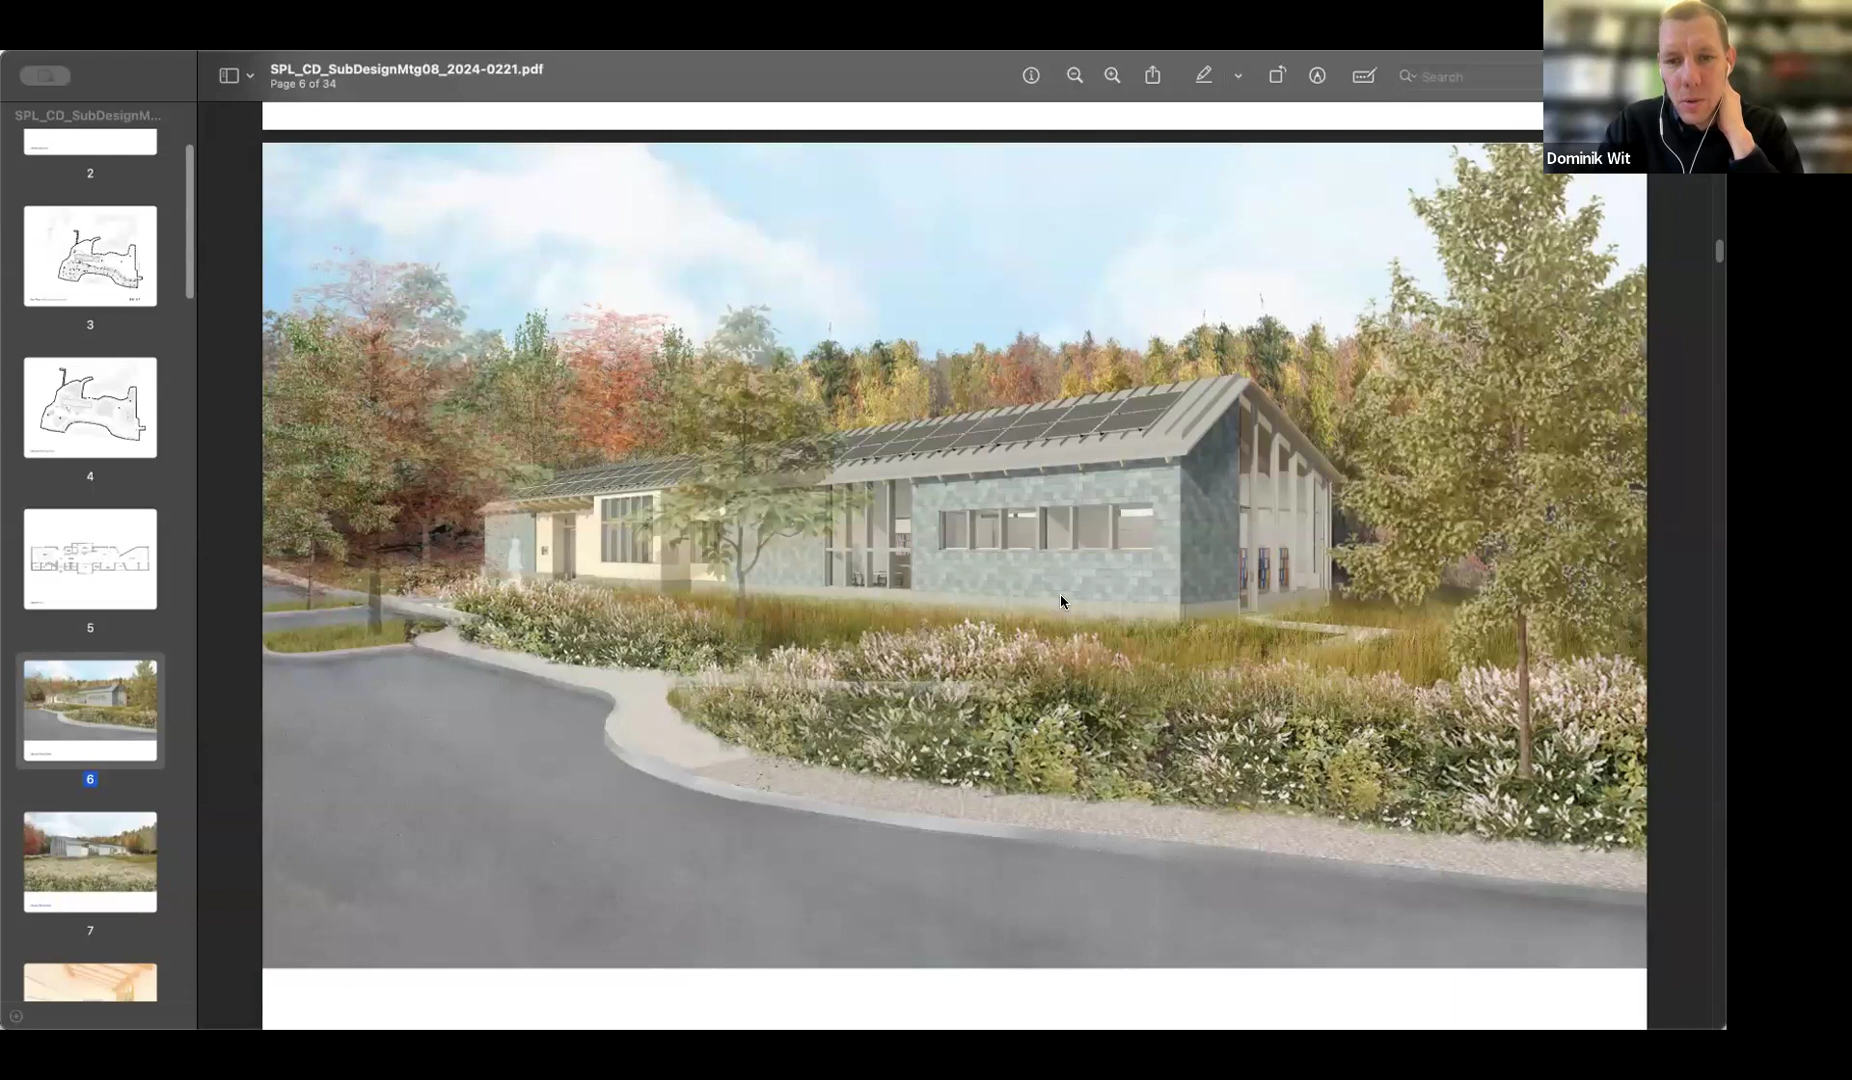 SPL_CD_SubDesignMtg08_2024-0221.pdf
Page 6 of 34
Search
Dominik Wit
SPL_CD_SubDesignM...
2
3
4
5
6
7